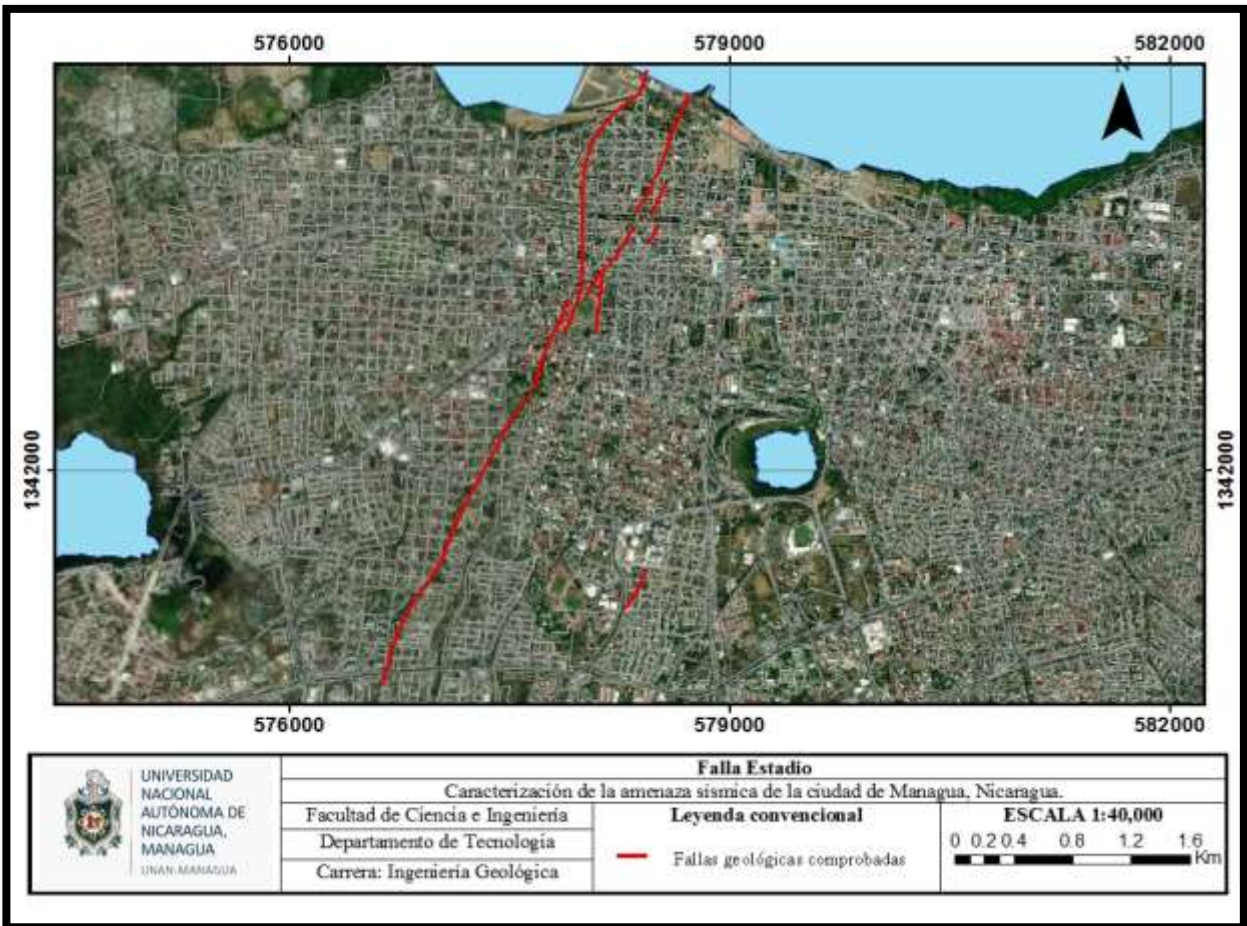 576000 579000 582000
N
1342000 1342000
576000 579000 582000
UNIVERSIDAD
NACIONAL
AUTÓNOMA DE
NICARAGUA,
MANAGUA
UNAN-MANAGUA
Falla Estadio
Caracterización de la amenaza sísmica de la ciudad de Managua, Nicaragua.
Facultad de Ciencia e Ingeniería
Departamento de Tecnología
Carrera: Ingeniería Geológica
Leyenda convencional
Fallas geológicas comprobadas
ESCALA 1:40,000
0 0.2 0.4 0.8 1.2 1.6
Km